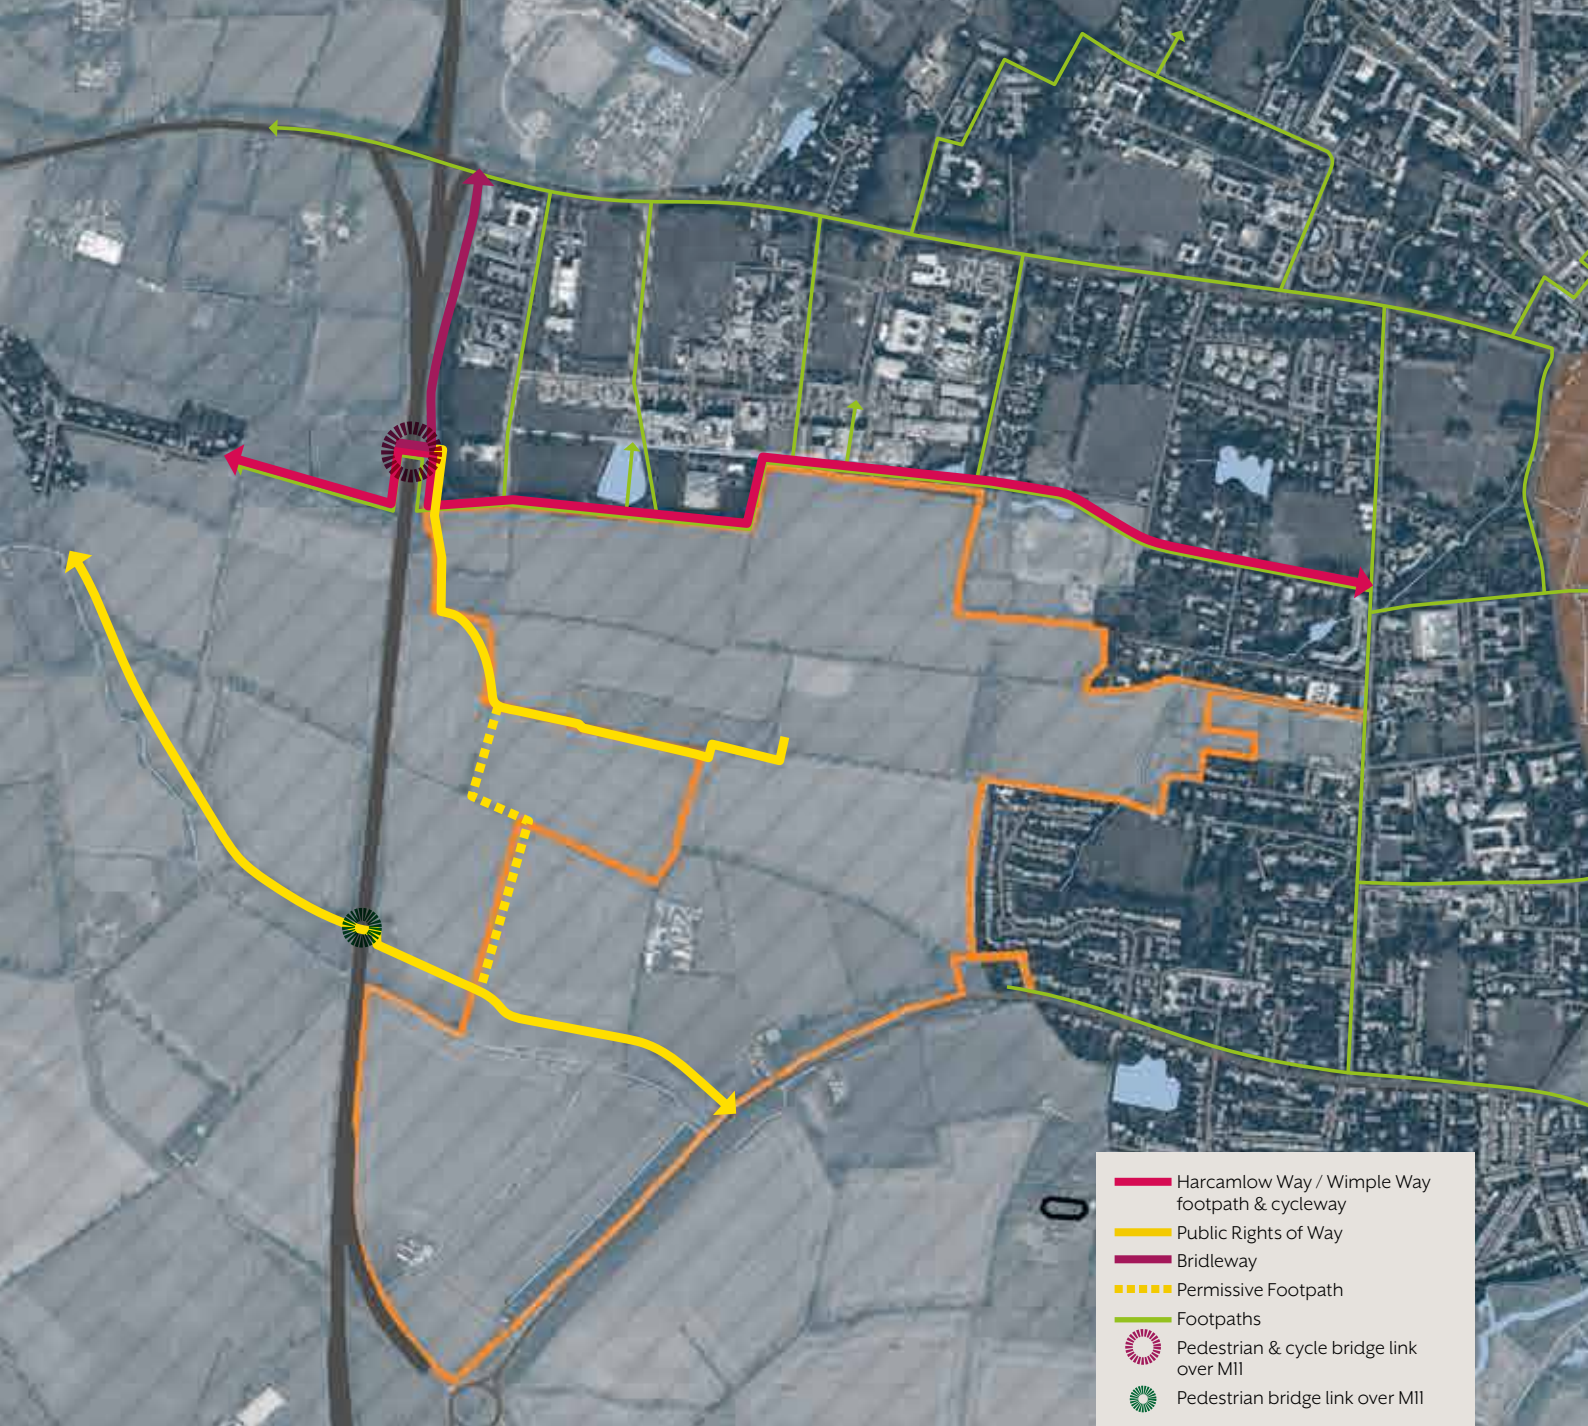 Harcamlow Way / Wimple Way
footpath & cycleway
Public Rights of Way
Bridleway
Permissive Footpath
Footpaths
Pedestrian & cycle bridge link
over M11
Pedestrian bridge link over M11